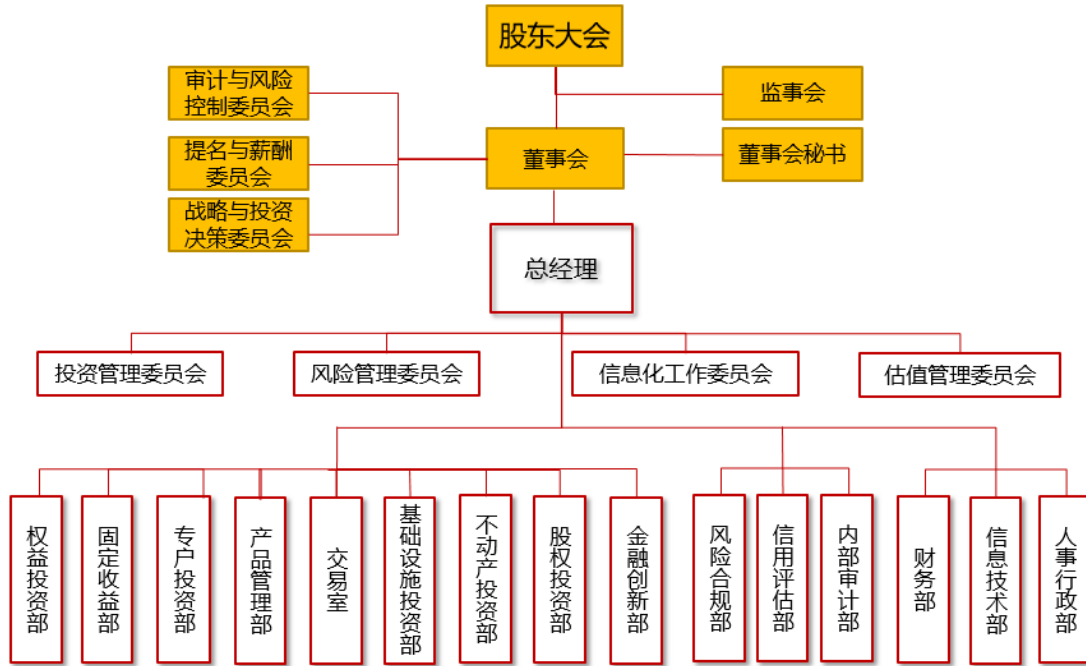 股东大会
审计与风险
控制委员会
监事会
提名与薪酬
委员会
董事会
董事会秘书
战略与投资
决策委员会
总经理
投资管理委员会
风险管理委员会
信息化工作委员会
估值管理委员会
权益投资部
固定收益部
专户投资部
产品管理部
交易室
基础设施投资部
不动产投资部
股权投资部
金融创新部
风险合规部
信用评估部
内部审计部
财务部
信息技术部
人事行政部